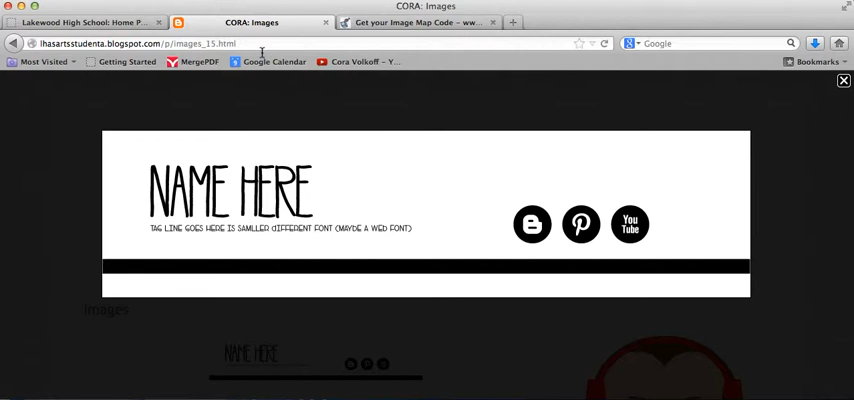 CORA: Images
Lakewood High School: Home P...
CORA: Images
Get your Image Map Code - ww...
lhasartsstudenta.blogspot.com/p/images_15.html
Google
Most Visited
Getting Started
MergePDF
Google Calendar
Cora Volkoff - Y...
Bookmarks
NAME HERE
TAG LINE GOES HERE IS SAMLLER DIFFERENT FONT (MAYBE A WEB FONT)
You
Tube
Images
NAME HERE